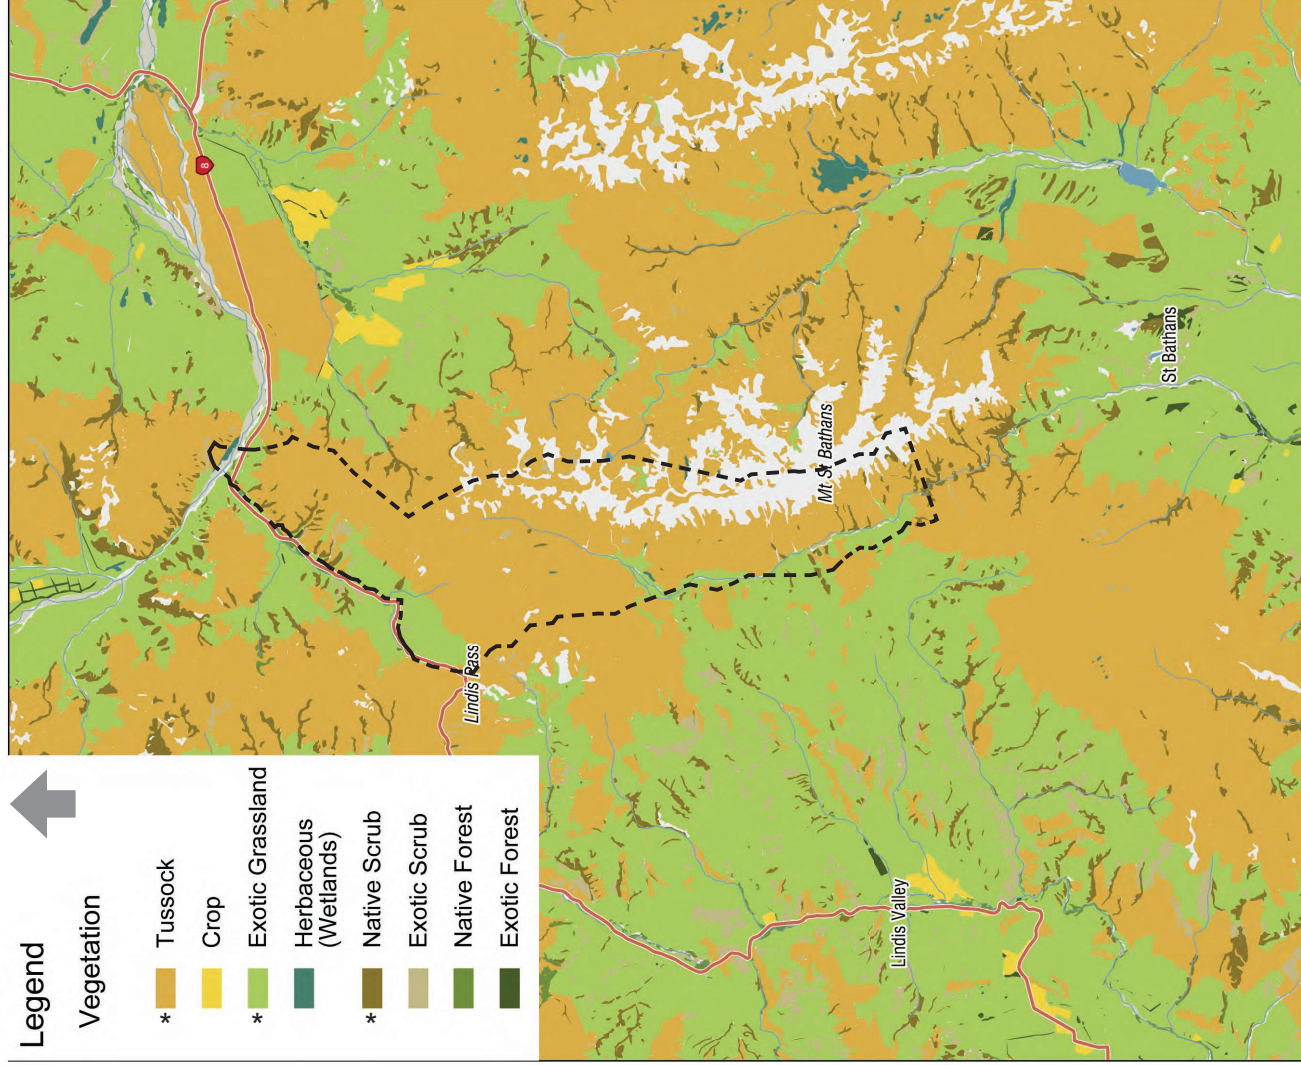 Legend
Vegetation
* Tussock
Crop
* Exotic Grassland
Herbaceous
(Wetlands)
* Native Scrub
Exotic Scrub
Native Forest
Exotic Forest
8
Lindis Pass
Mt St Bathans
St Bathans
Lindis Valley